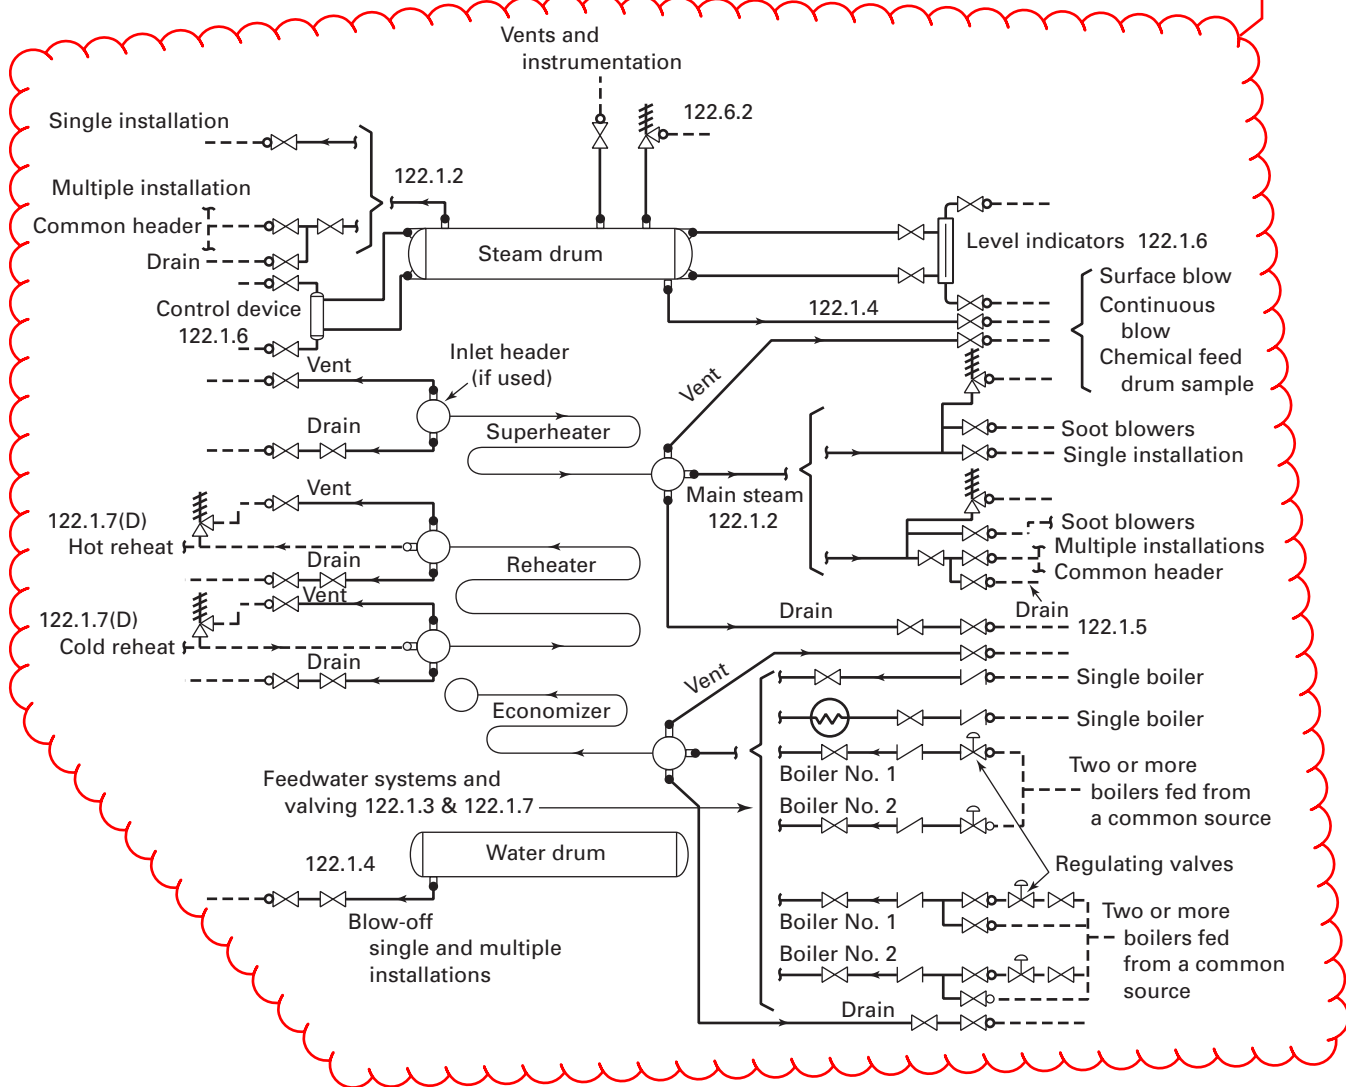 Vents and
instrumentation
122.6.2
Single installation
122.1.2
Multiple installation
Common header
Drain
Steam drum
Level indicators 122.1.6
Control device
122.1.6
122.1.4
Surface blow
Continuous
blow
Chemical feed
drum sample
Vent
Inlet header
(if used)
Vent
Drain
Superheater
Soot blowers
Single installation
Main steam
122.1.2
Vent
122.1.7(D)
Hot reheat
Drain
Reheater
Soot blowers
Multiple installations
Common header
Drain
Vent
122.1.7(D)
Cold reheat
Drain
Drain
122.1.5
Vent
Economizer
Single boiler
Single boiler
Feedwater systems and
valving 122.1.3 & 122.1.7
Boiler No. 1
Boiler No. 2
Two or more
boilers fed from
a common source
Water drum
122.1.4
Blow-off
single and multiple
installations
Regulating valves
Boiler No. 1
Boiler No. 2
Two or more
boilers fed
from a common
source
Drain